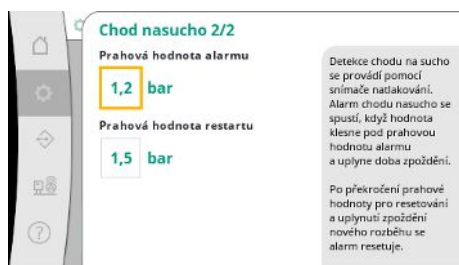 Chod nasucho 2/2
Prahová hodnota alarmu
1,2 bar
Prahová hodnota restartu
1,5 bar
Detekce chodu na sucho
se provádí pomocí
snímače natlakování.
Alarm chodu nasucho se
spustí, když hodnota
klesne pod prahovou
hodnotu alarmu
a uplyne doba zpoždění.
Po překročení prahové
hodnoty pro resetování
a uplynutí zpoždění
nového rozběhu se
alarm resetuje.
?